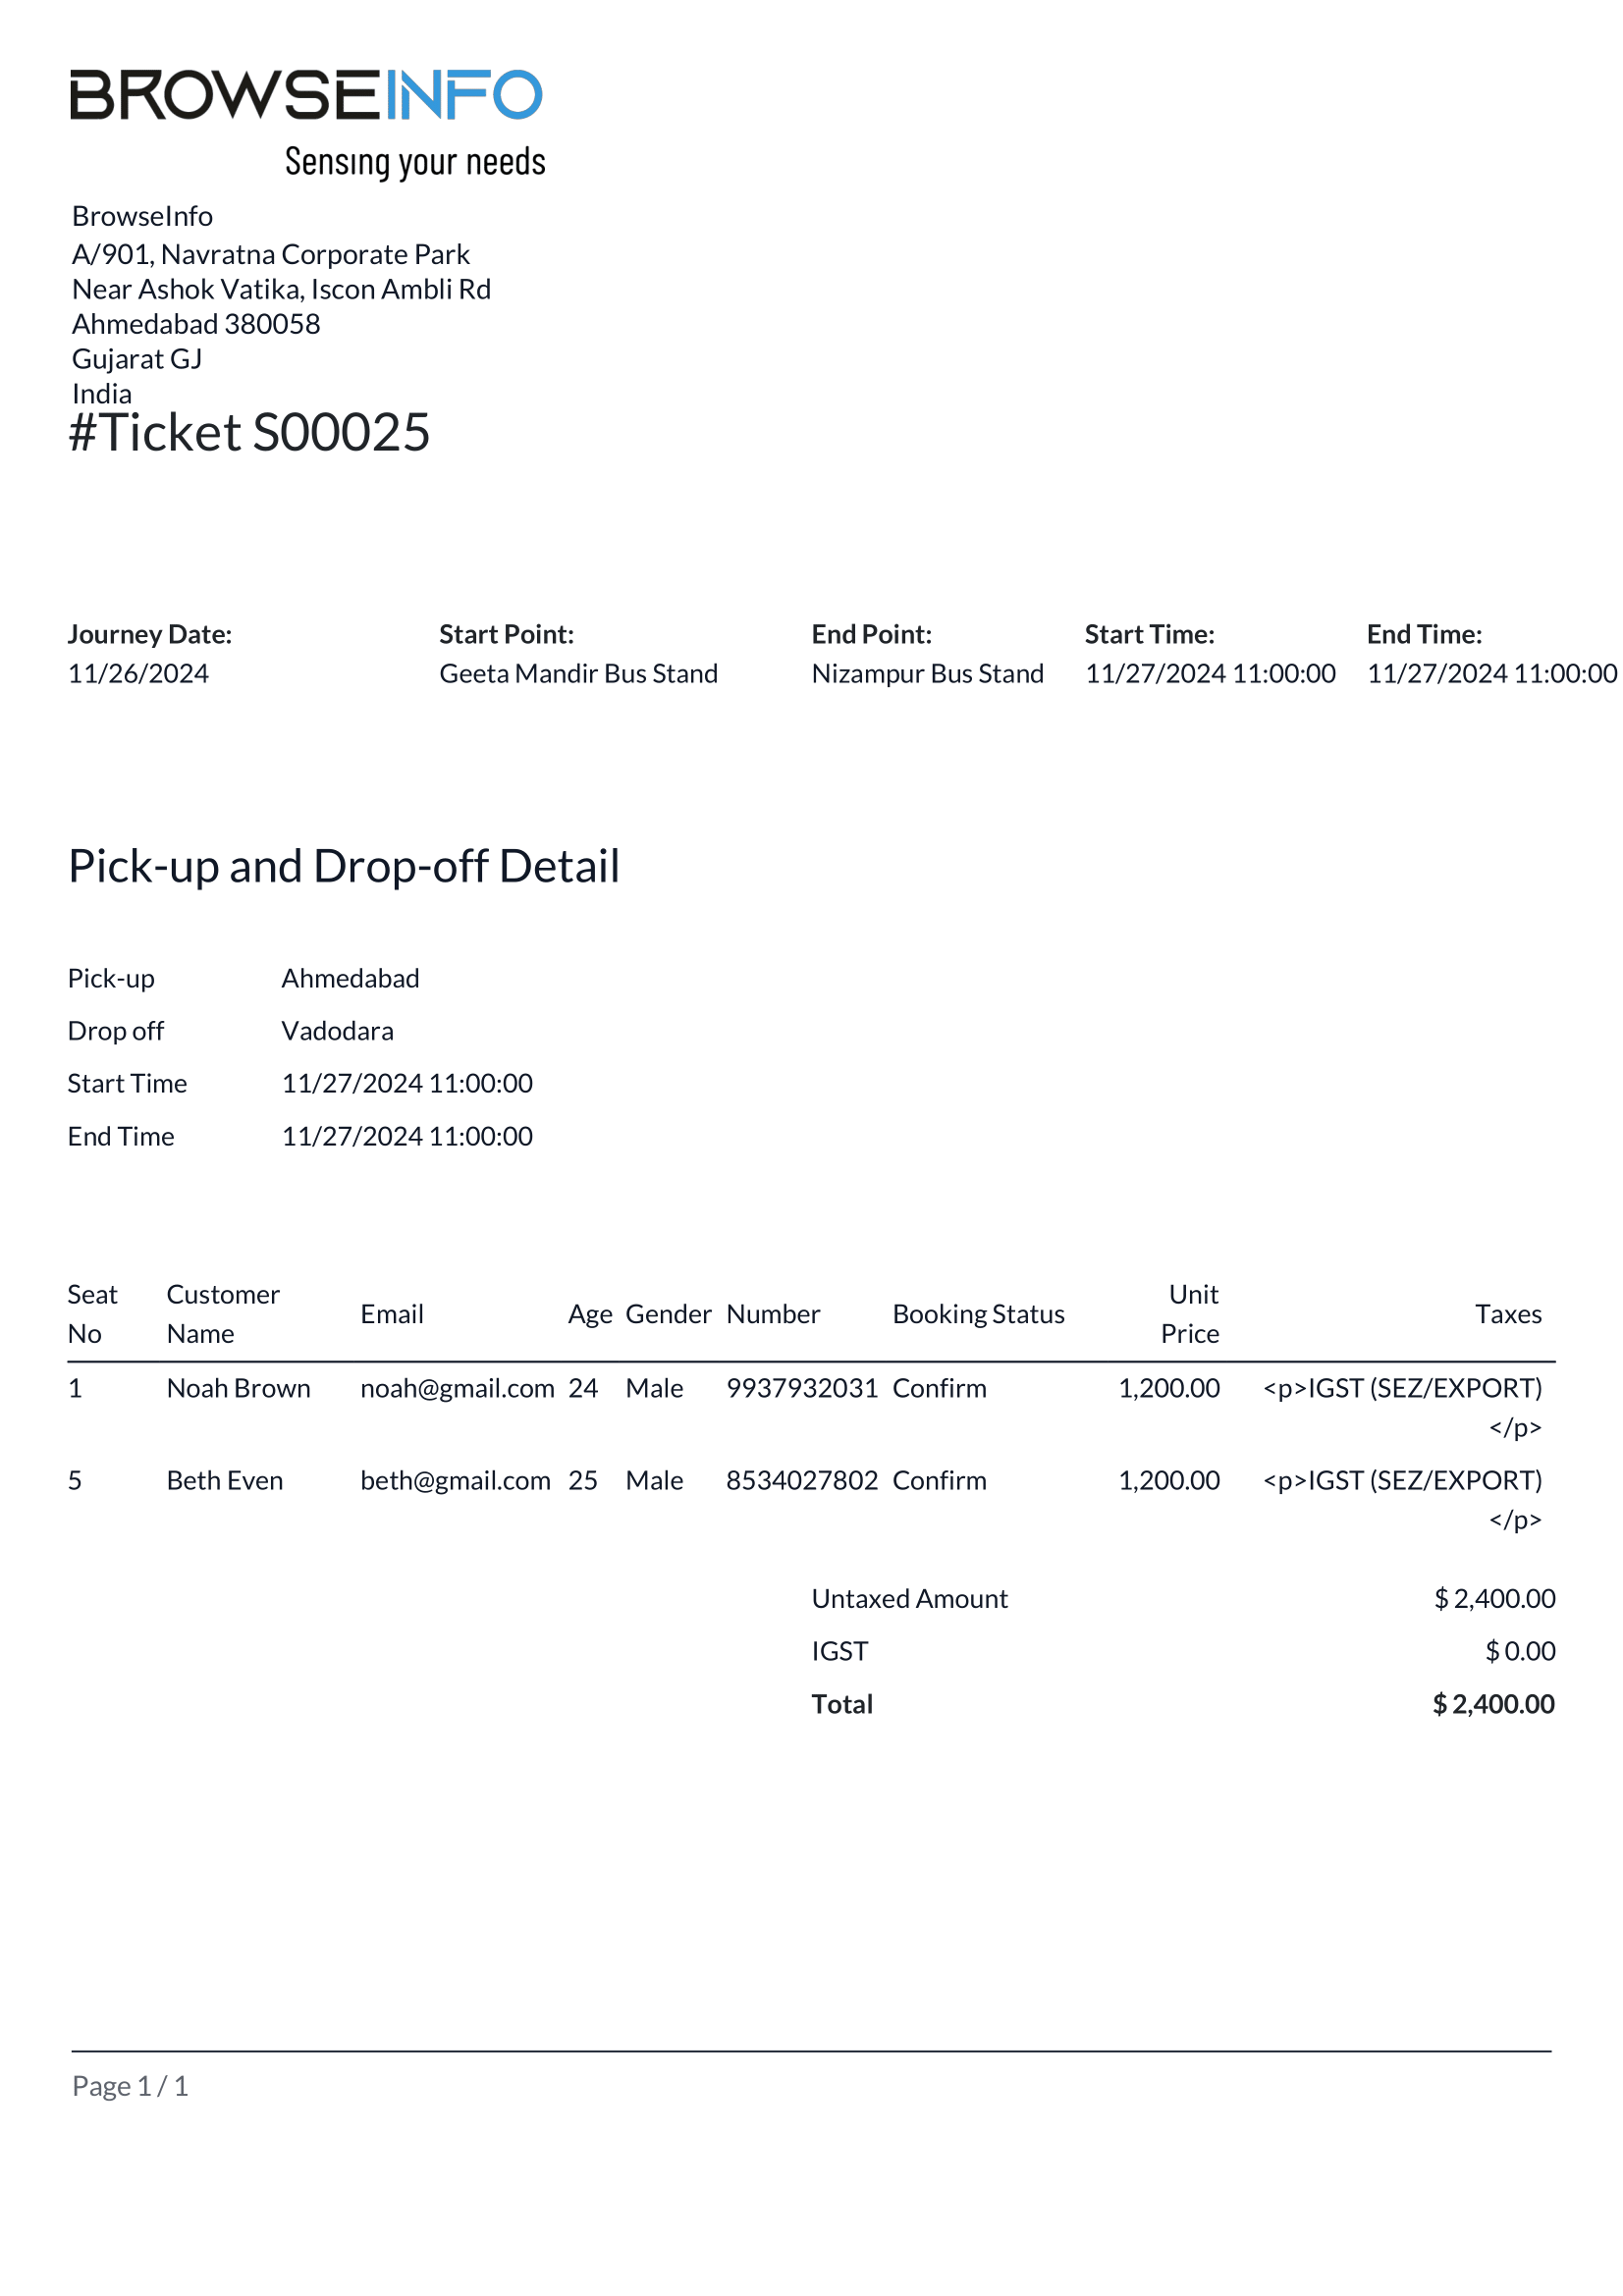 BROWSEINFO
Sensing your needs
BrowseInfo
A/901, Navratna Corporate Park
Near Ashok Vatika, Iscon Ambli Rd
Ahmedabad 380058
Gujarat GJ
India
#Ticket S00025
Journey Date: Start Point: End Point: Start Time: End Time:
11/26/2024 Geeta Mandir Bus Stand Nizampur Bus Stand 11/27/2024 11:00:00 11/27/2024 11:00:00
Pick-up and Drop-off Detail
Pick-up Ahmedabad
Drop off Vadodara
Start Time 11/27/2024 11:00:00
End Time 11/27/2024 11:00:00
Seat No Customer Name Email Age Gender Number Booking Status Unit Price Taxes
1 Noah Brown noah@gmail.com 24 Male 9937932031 Confirm 1,200.00 <p>IGST (SEZ/EXPORT)
</p>
5 Beth Even beth@gmail.com 25 Male 8534027802 Confirm 1,200.00 <p>IGST (SEZ/EXPORT)
</p>
Untaxed Amount $ 2,400.00
IGST $ 0.00
Total $ 2,400.00
Page 1 / 1